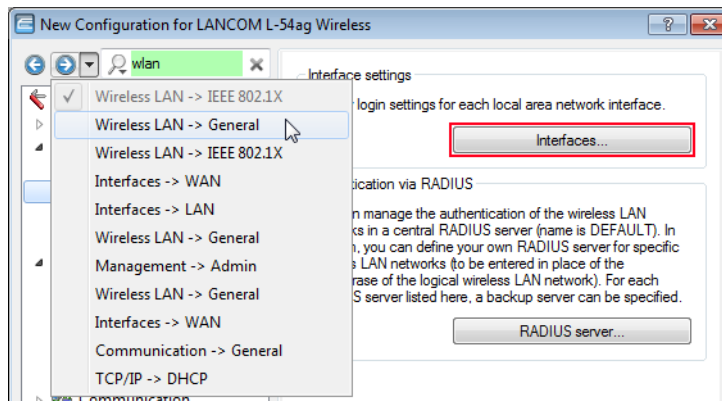 New Configuration for LANCOM L-54ag Wireless
wlan
Wireless LAN -> IEEE 802.1X
Wireless LAN -> General
Wireless LAN -> IEEE 802.1X
Interfaces -> WAN
Interfaces -> LAN
Wireless LAN -> General
Management -> Admin
Wireless LAN -> General
Interfaces -> WAN
Communication -> General
TCP/IP -> DHCP
Communication
Interface settings
login settings for each local area network interface.
Interfaces...
via RADIUS
manage the authentication of the wireless LAN
in a central RADIUS server (name is DEFAULT). In
you can define your own RADIUS server for specific
LAN networks (to be entered in place of the
of the logical wireless LAN network). For each
server listed here, a backup server can be specified.
RADIUS server...